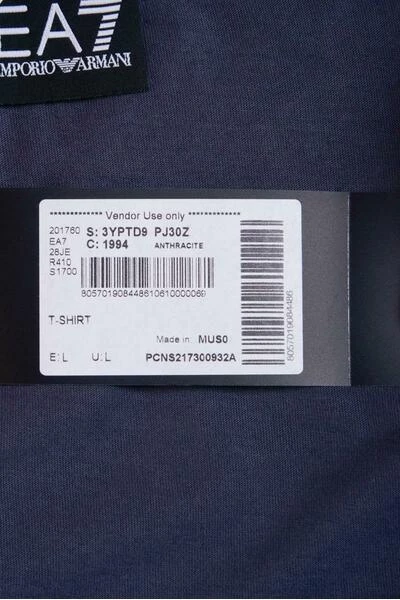 EA7
EMPORIO ARMANI
************* Vendor Use only *************
201760
EA7
28JE
R410
S1700
S: 3YPTD9 PJ30Z
C: 1994 ANTHRACITE
805701908448610610000069
T-SHIRT
Made in: MUS0
E: L U: L PCNS217300932A
8057019084486